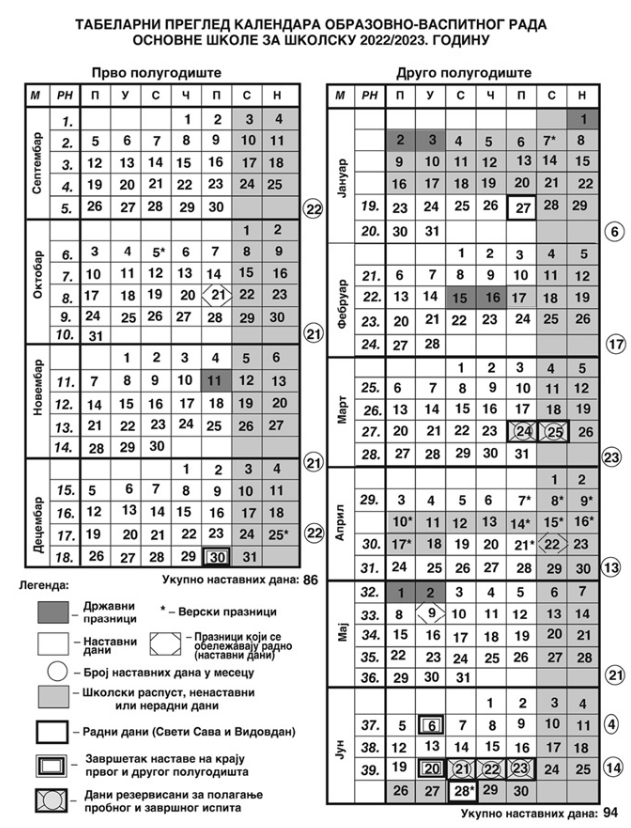 ТАБЕЛАРНИ ПРЕГЛЕД КАЛЕНДАРА ОБРАЗОВНО-ВАСПИТНОГ РАДА
ОСНОВНЕ ШКОЛЕ ЗА ШКОЛСКУ 2022/2023. ГОДИНУ
Прво полугодиште
М РН П У С Ч П С Н
Септембар
1. 1 2 3 4
2. 5 6 7 8 9 10 11
3. 12 13 14 15 16 17 18
4. 19 20 21 22 23 24 25
5. 26 27 28 29 30 22
Октобар
1 2
6. 3 4 5* 6 7 8 9
7. 10 11 12 13 14 15 16
8. 17 18 19 20 21 22 23
9. 24 25 26 27 28 29 30
10. 31 21
Новембар
1 2 3 4 5 6
11. 7 8 9 10 11 12 13
12. 14 15 16 17 18 19 20
13. 21 22 23 24 25 26 27
14. 28 29 30
21
Децембар
1 2 3 4
15. 5 6 7 8 9 10 11
16. 12 13 14 15 16 17 18
17. 19 20 21 22 23 24 25* 22
18. 26 27 28 29 30 31
Укупно наставних дана: 86
Легенда:
– Државни празници
* – Верски празници
– Наставни дани
– Празници који се обележавају радно (наставни дани)
– Број наставних дана у месецу
– Школски распуст, ненаставни или нерадни дани
– Радни дани (Свети Сава и Видовдан)
– Завршетак наставе на крају првог и другог полугодишта
– Дани резервисани за полагање пробног и завршног испита
Друго полугодиште
М РН П У С Ч П С Н
Јануар
1
2 3 4 5 6 7* 8
9 10 11 12 13 14 15
16 17 18 19 20 21 22
19. 23 24 25 26 27 28 29
20. 30 31 6
Фебруар
1 2 3 4 5
21. 6 7 8 9 10 11 12
22. 13 14 15 16 17 18 19
23. 20 21 22 23 24 25 26
24. 27 28 17
Март
1 2 3 4 5
25. 6 7 8 9 10 11 12
26. 13 14 15 16 17 18 19
27. 20 21 22 23 24 25 26
28. 27 28 29 30 31 23
Април
1 2
29. 3 4 5 6 7* 8* 9*
10* 11 12 13 14* 15* 16*
30. 17* 18 19 20 21* 22 23
31. 24 25 26 27 28 29 30 13
Мај
32. 1 2 3 4 5 6 7
33. 8 9 10 11 12 13 14
34. 15 16 17 18 19 20 21
35. 22 23 24 25 26 27 28
36. 29 30 31 21
Јун
1 2 3 4
37. 5 6 7 8 9 10 11 4
38. 12 13 14 15 16 17 18
39. 19 20 21 22 23 24 25 14
26 27 28* 29 30
Укупно наставних дана: 94